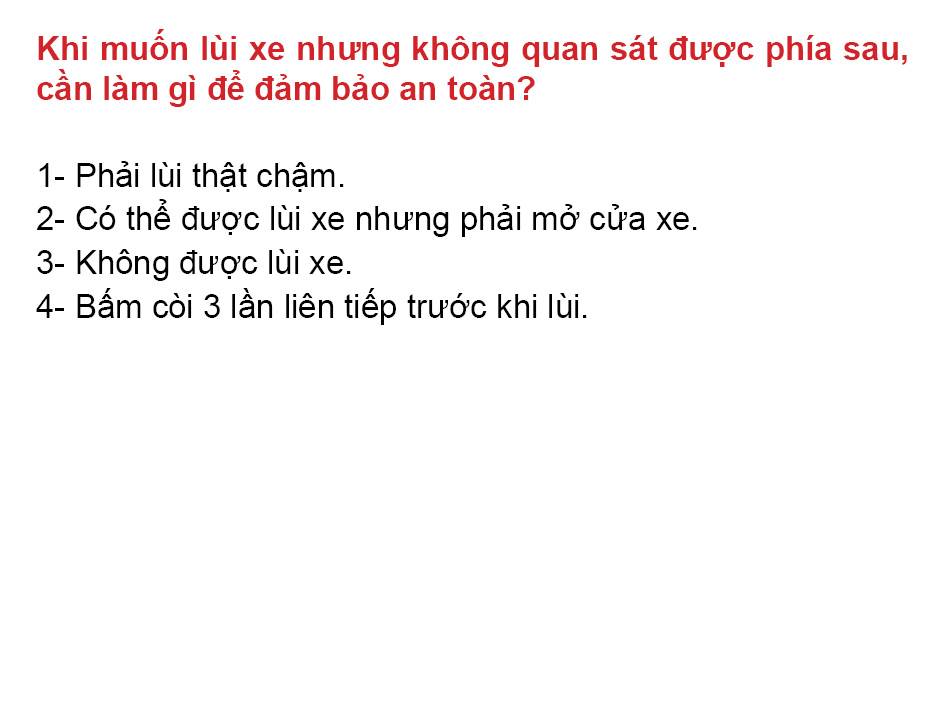 Khi muốn lùi xe nhưng không quan sát được phía sau,
cần làm gì để đảm bảo an toàn?
1- Phải lùi thật chậm.
2- Có thể được lùi xe nhưng phải mở cửa xe.
3- Không được lùi xe.
4- Bấm còi 3 lần liên tiếp trước khi lùi.